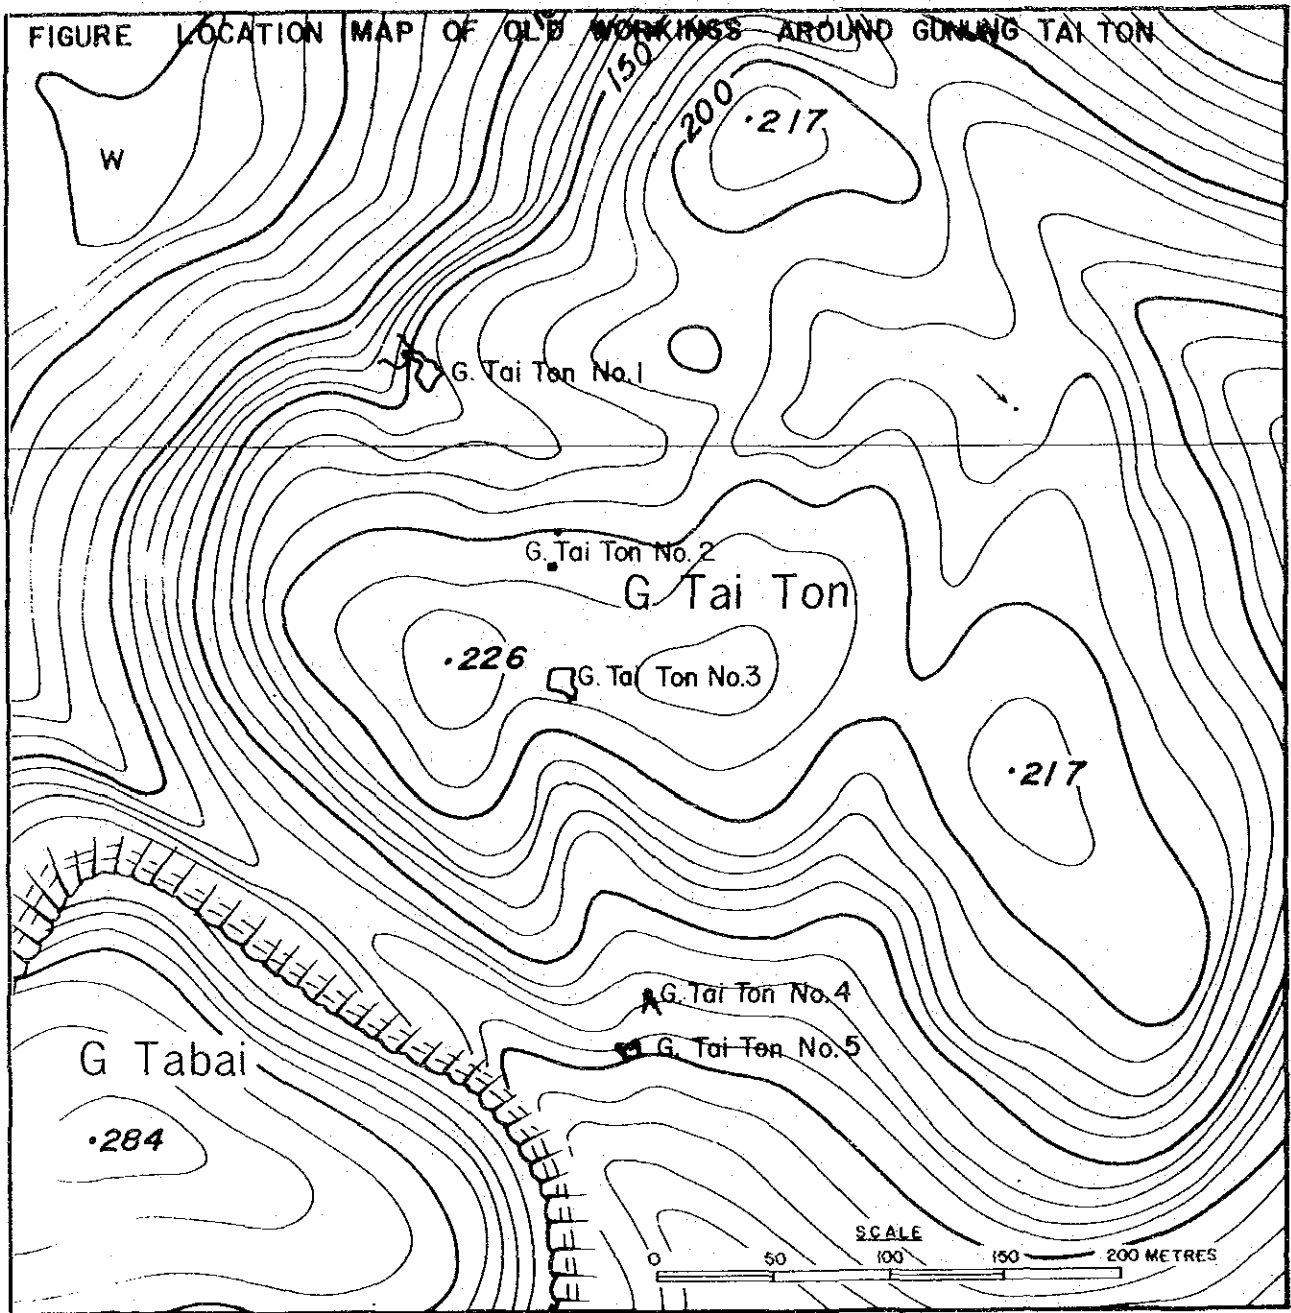 FIGURE LOCATION MAP OF OLD WORKINGS AROUND GUNUNG TAI TON
150
200
·217
W
G. Tai Ton No.1
G. Tai Ton No. 2
G Tai Ton
·226
G. Tai Ton No.3
·217
G. Tai Ton No. 4
G. Tai Ton No. 5
G Tabai
·284
SCALE
0 50 100 150 200 METRES